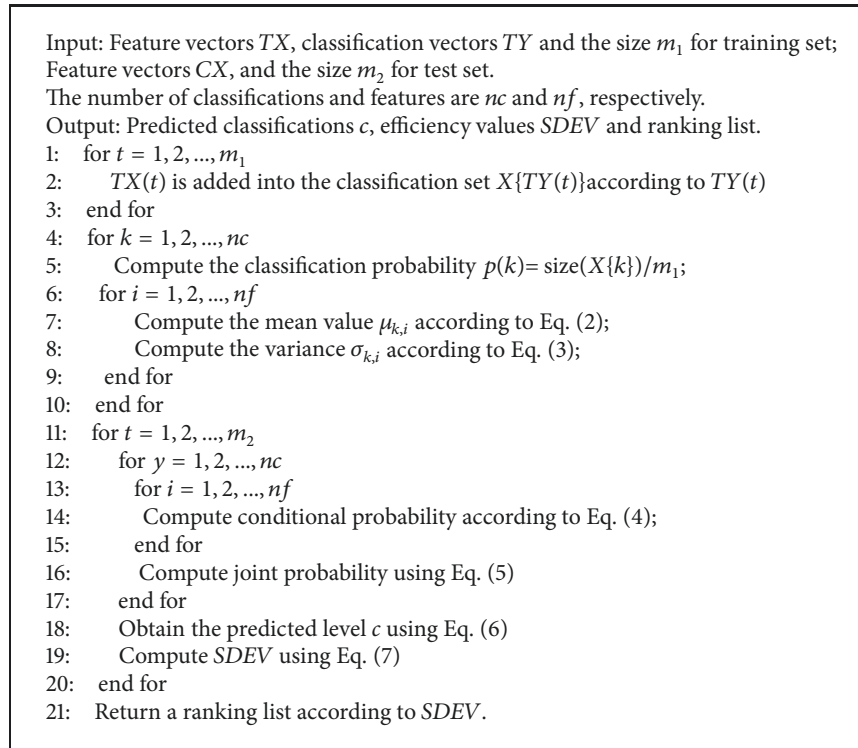 Input: Feature vectors TX, classification vectors TY and the size m₁ for training set;
Feature vectors CX, and the size m₂ for test set.
The number of classifications and features are nc and nf, respectively.
Output: Predicted classifications c, efficiency values SDEV and ranking list.
1: for t = 1, 2, ..., m₁
2: TX(t) is added into the classification set X{TY(t)}according to TY(t)
3: end for
4: for k = 1, 2, ..., nc
5: Compute the classification probability p(k)= size(X{k})/m₁;
6: for i = 1, 2, ..., nf
7: Compute the mean value μₖ,ᵢ according to Eq. (2);
8: Compute the variance σₖ,ᵢ according to Eq. (3);
9: end for
10: end for
11: for t = 1, 2, ..., m₂
12: for y = 1, 2, ..., nc
13: for i = 1, 2, ..., nf
14: Compute conditional probability according to Eq. (4);
15: end for
16: Compute joint probability using Eq. (5)
17: end for
18: Obtain the predicted level c using Eq. (6)
19: Compute SDEV using Eq. (7)
20: end for
21: Return a ranking list according to SDEV.